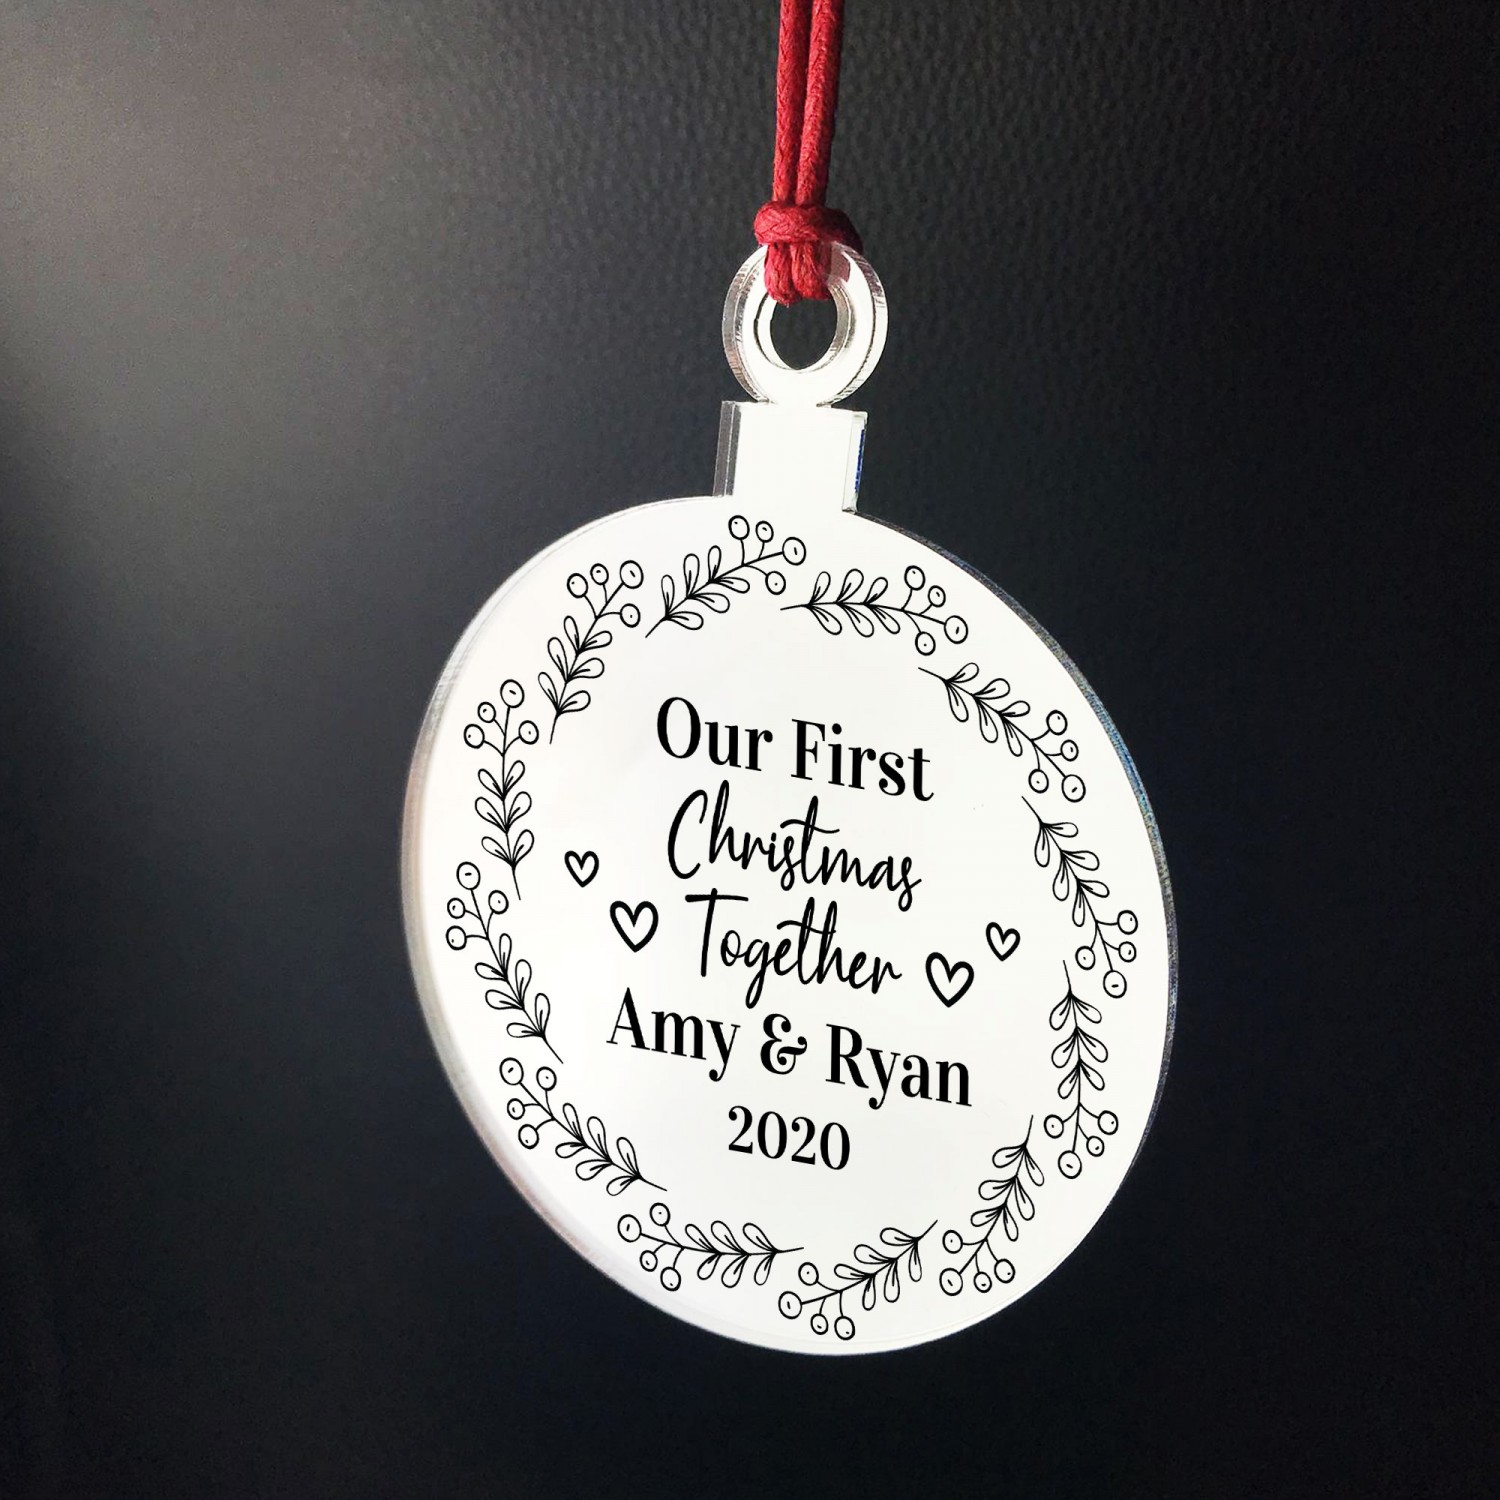 Our First
Christmas
Together
Amy & Ryan
2020